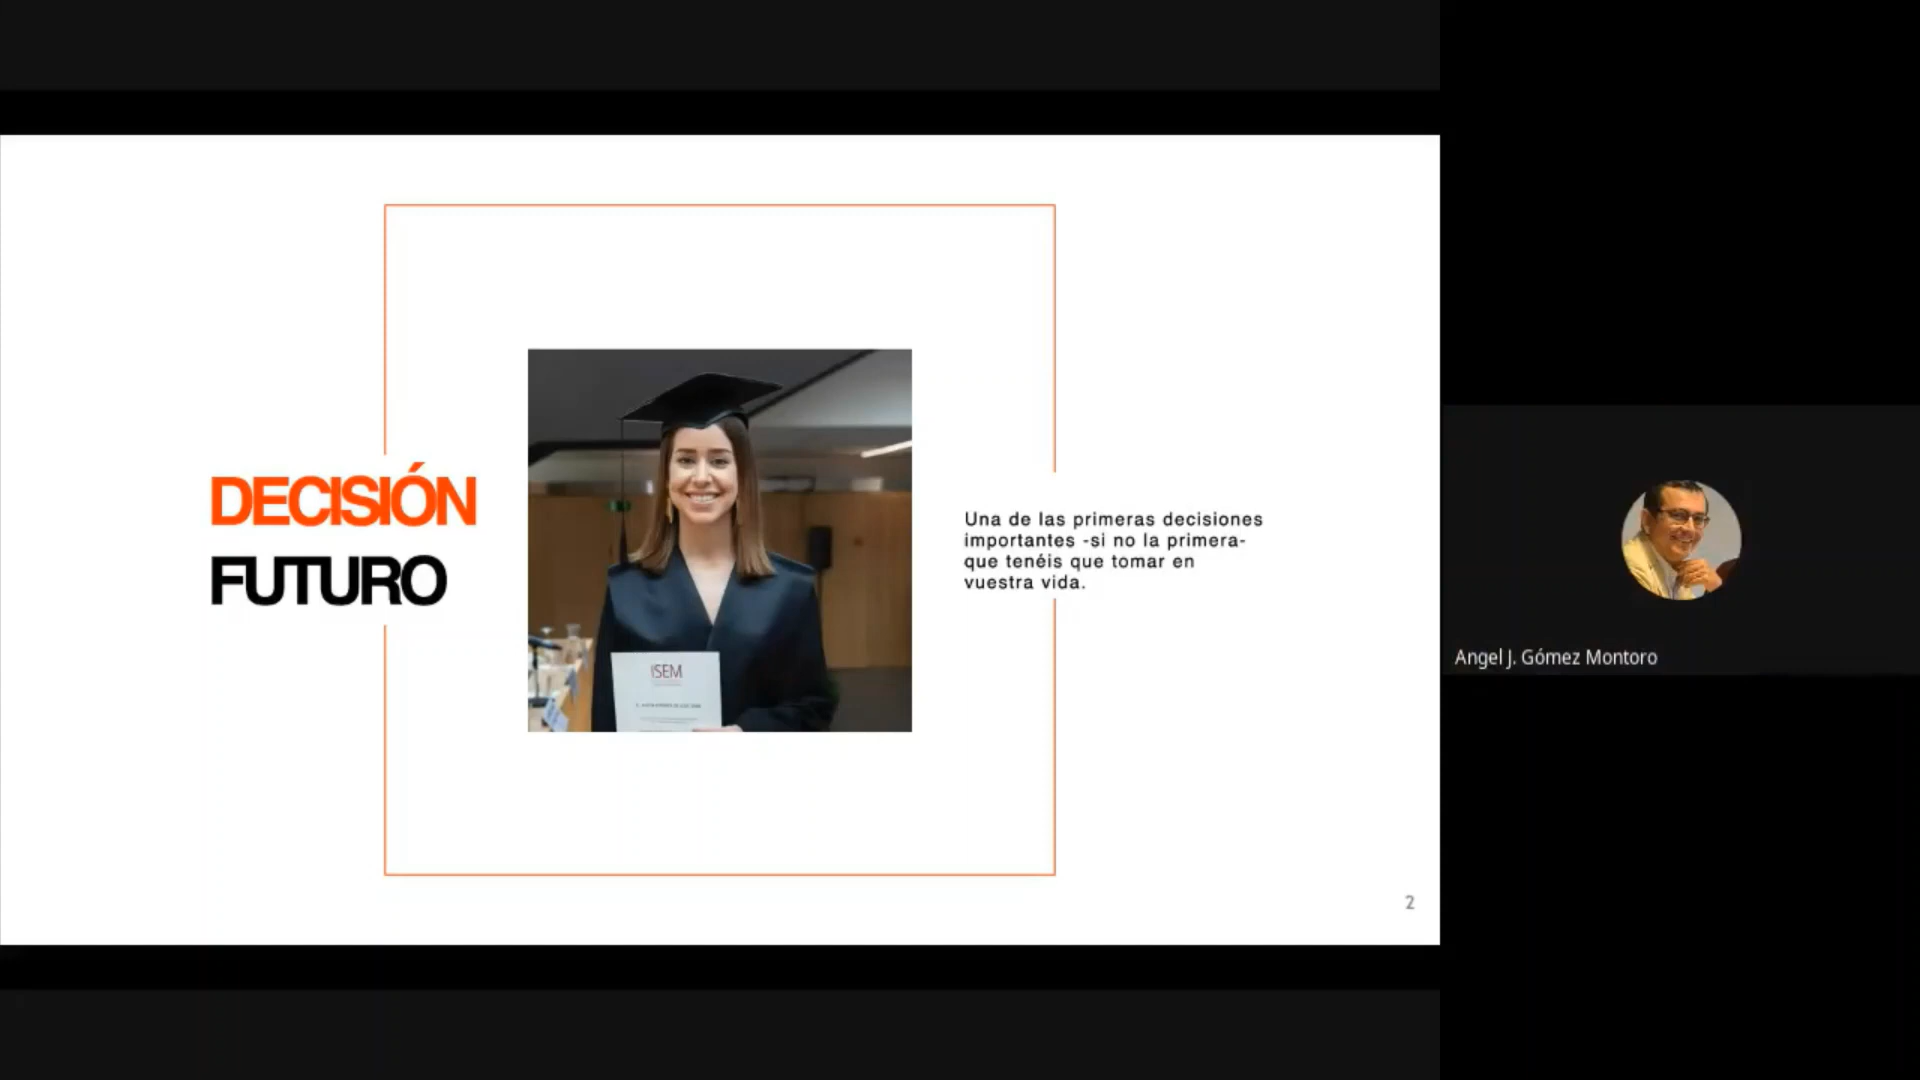 DECISIÓN
FUTURO
ISEM
Una de las primeras decisiones
importantes -si no la primera-
que tenéis que tomar en
vuestra vida.
2
Angel J. Gómez Montoro